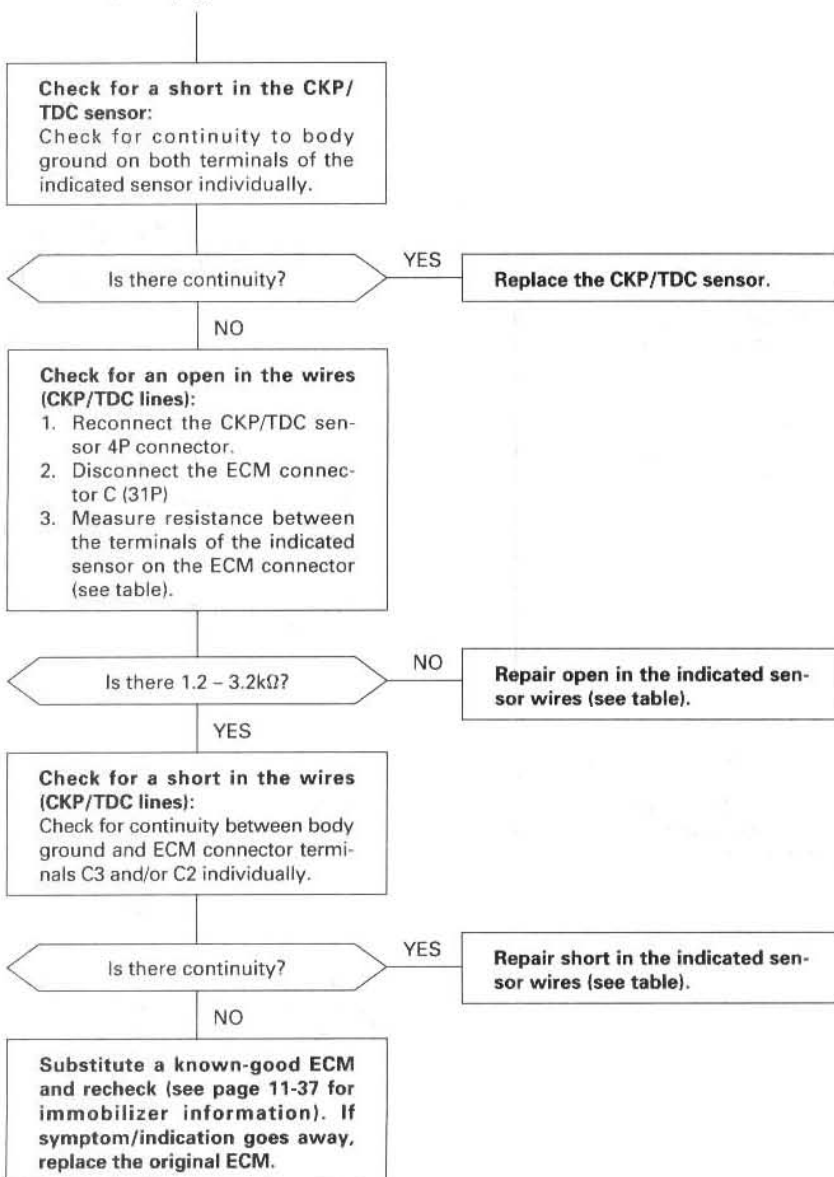 Check for a short in the CKP/
TDC sensor:
Check for continuity to body
ground on both terminals of the
indicated sensor individually.
Is there continuity?
YES
Replace the CKP/TDC sensor.
NO
Check for an open in the wires
(CKP/TDC lines):
1. Reconnect the CKP/TDC sen-
sor 4P connector.
2. Disconnect the ECM connec-
tor C (31P)
3. Measure resistance between
the terminals of the indicated
sensor on the ECM connector
(see table).
Is there 1.2 – 3.2kΩ?
NO
Repair open in the indicated sen-
sor wires (see table).
YES
Check for a short in the wires
(CKP/TDC lines):
Check for continuity between body
ground and ECM connector termi-
nals C3 and/or C2 individually.
Is there continuity?
YES
Repair short in the indicated sen-
sor wires (see table).
NO
Substitute a known-good ECM
and recheck (see page 11-37 for
immobilizer information). If
symptom/indication goes away,
replace the original ECM.